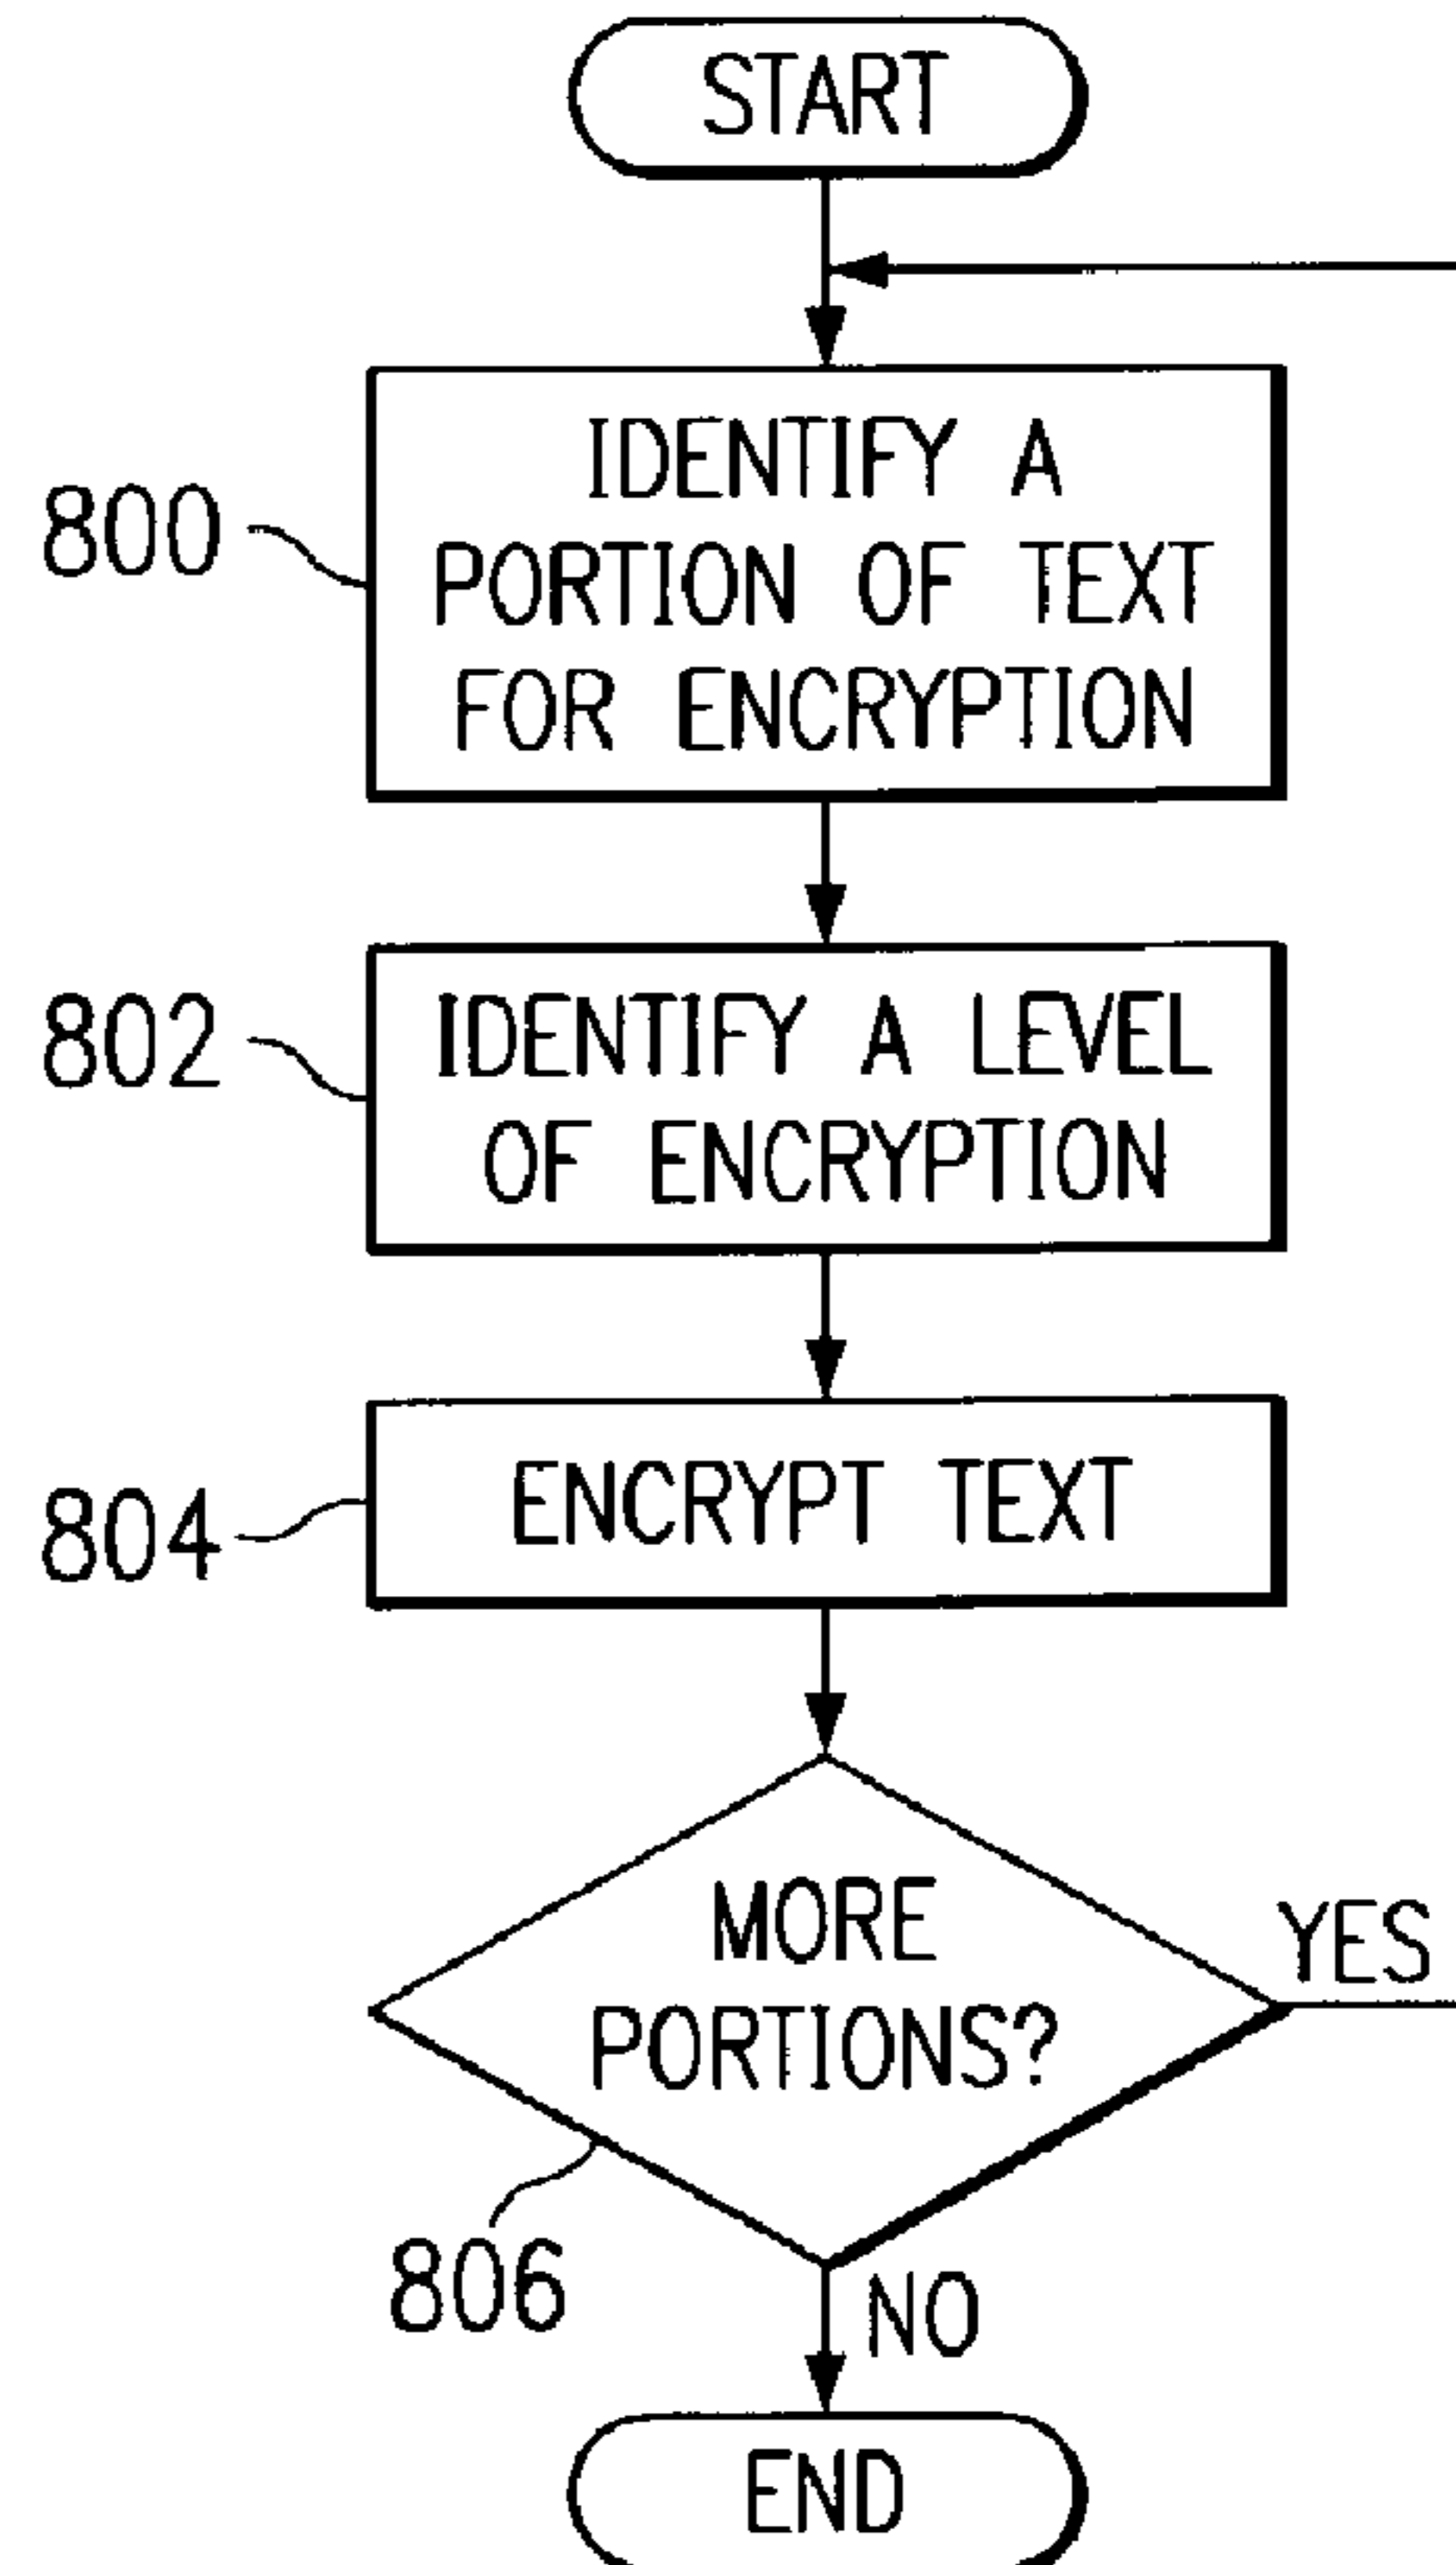 START
IDENTIFY A
PORTION OF TEXT
FOR ENCRYPTION
800
IDENTIFY A LEVEL
OF ENCRYPTION
802
ENCRYPT TEXT
804
MORE
PORTIONS?
YES
806
NO
END